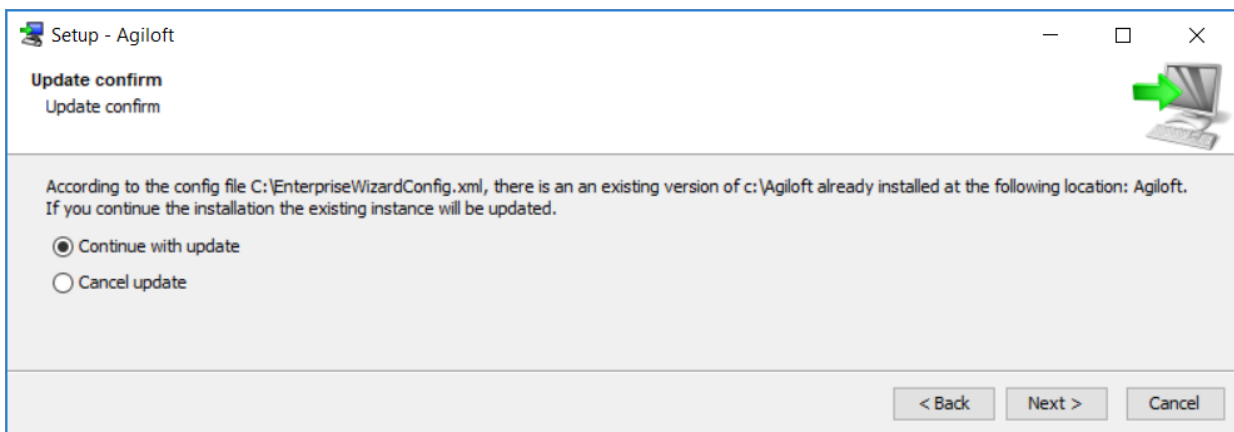 Setup - Agiloft
Update confirm
Update confirm
According to the config file C:\EnterpriseWizardConfig.xml, there is an an existing version of c:\Agiloft already installed at the following location: Agiloft.
If you continue the installation the existing instance will be updated.
Continue with update
Cancel update
< Back Next > Cancel